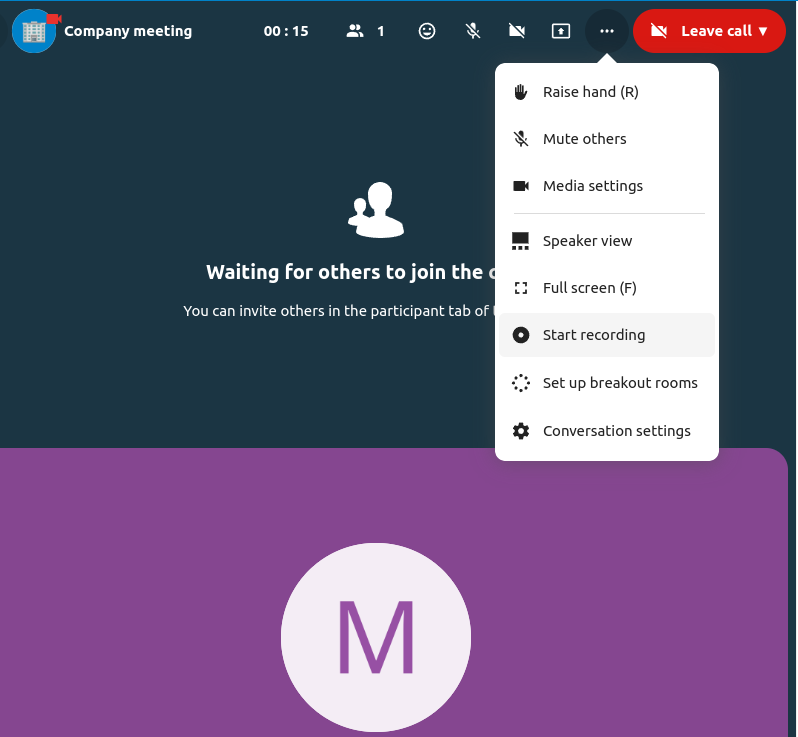 Company meeting 00 : 15 1 Leave call ▾
Raise hand (R)
Mute others
Media settings
Speaker view
Full screen (F)
Start recording
Set up breakout rooms
Conversation settings
Waiting for others to join the
You can invite others in the participant tab of
M